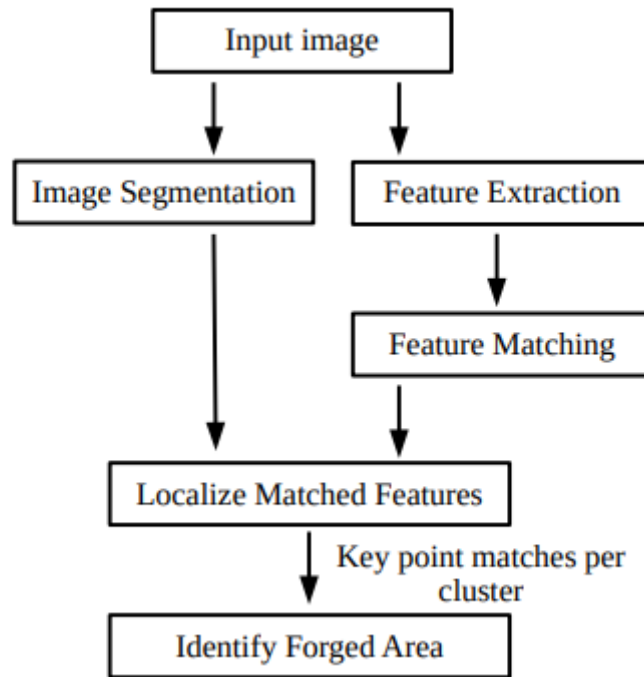 Input image
Image Segmentation
Feature Extraction
Feature Matching
Localize Matched Features
Key point matches per
cluster
Identify Forged Area